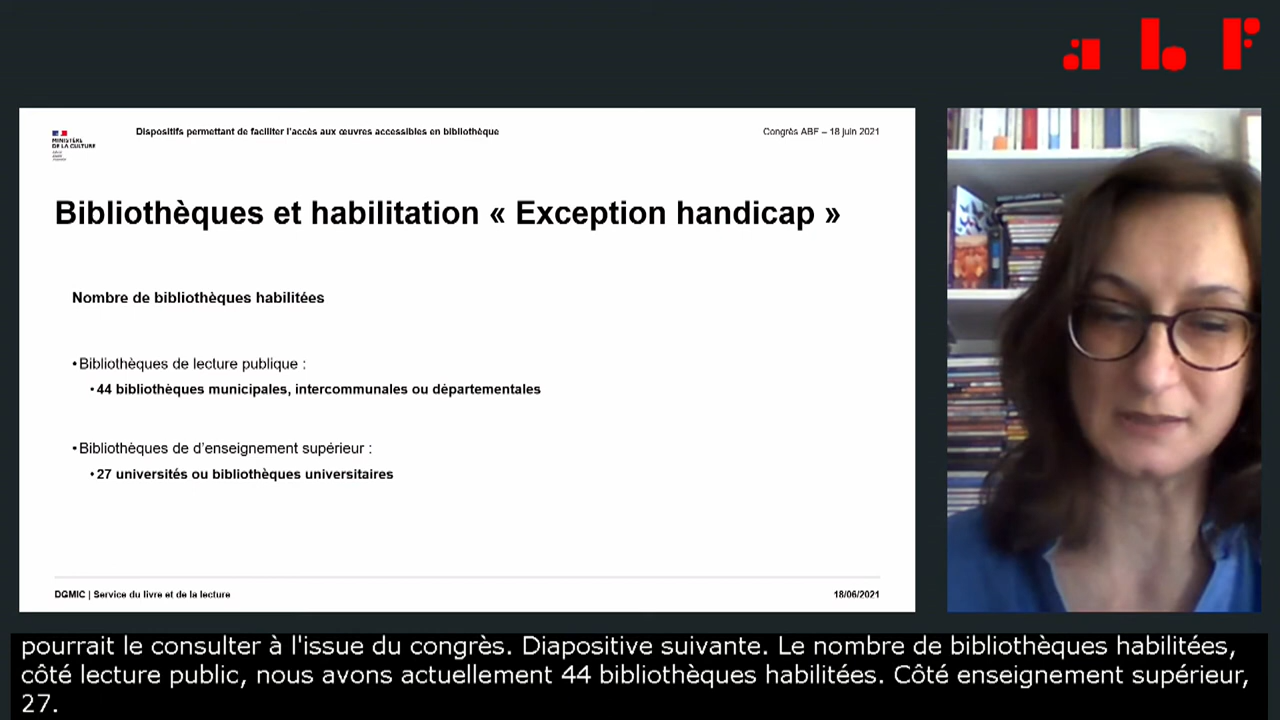 abf
MINISTÈRE
DE LA CULTURE
Dispositifs permettant de faciliter l'accès aux œuvres accessibles en bibliothèque
Congrès ABF – 18 juin 2021
Bibliothèques et habilitation « Exception handicap »
Nombre de bibliothèques habilitées
•Bibliothèques de lecture publique :
•44 bibliothèques municipales, intercommunales ou départementales
•Bibliothèques de d'enseignement supérieur :
•27 universités ou bibliothèques universitaires
DGMIC | Service du livre et de la lecture
18/06/2021
pourrait le consulter à l'issue du congrès. Diapositive suivante. Le nombre de bibliothèques habilitées,
côté lecture public, nous avons actuellement 44 bibliothèques habilitées. Côté enseignement supérieur,
27.